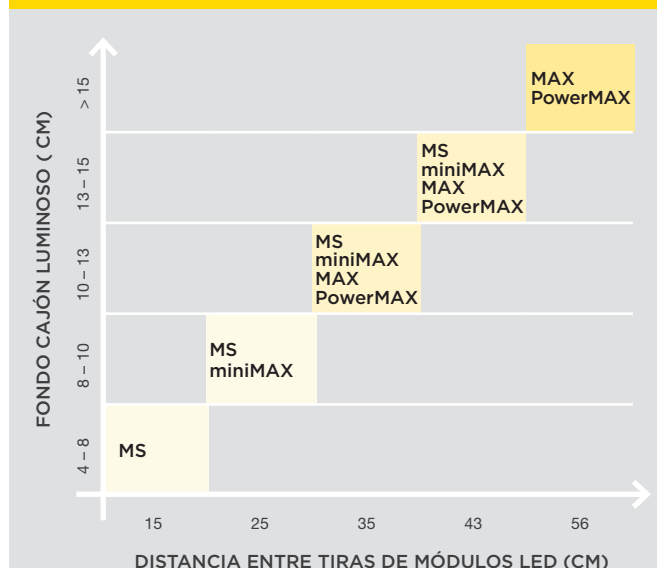 FONDO CAJÓN LUMINOSO ( CM)
> 15
13 – 15
10 – 13
8 – 10
4 – 8
MAX
PowerMAX
MS
miniMAX
MAX
PowerMAX
MS
miniMAX
MAX
PowerMAX
MS
miniMAX
MS
15
25
35
43
56
DISTANCIA ENTRE TIRAS DE MÓDULOS LED (CM)